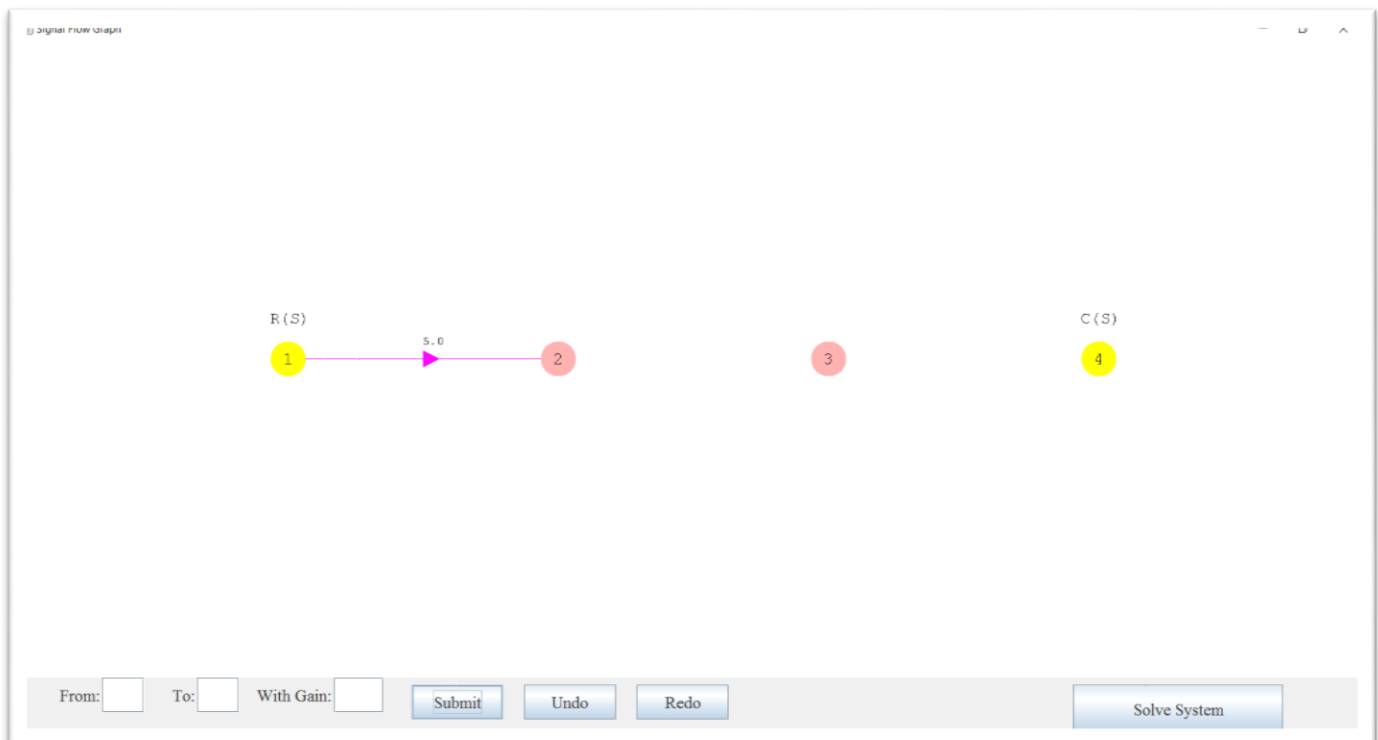 Signal Flow Graph
R(S) C(S)
5.0
1 2 3 4
From: To: With Gain: Submit Undo Redo Solve System